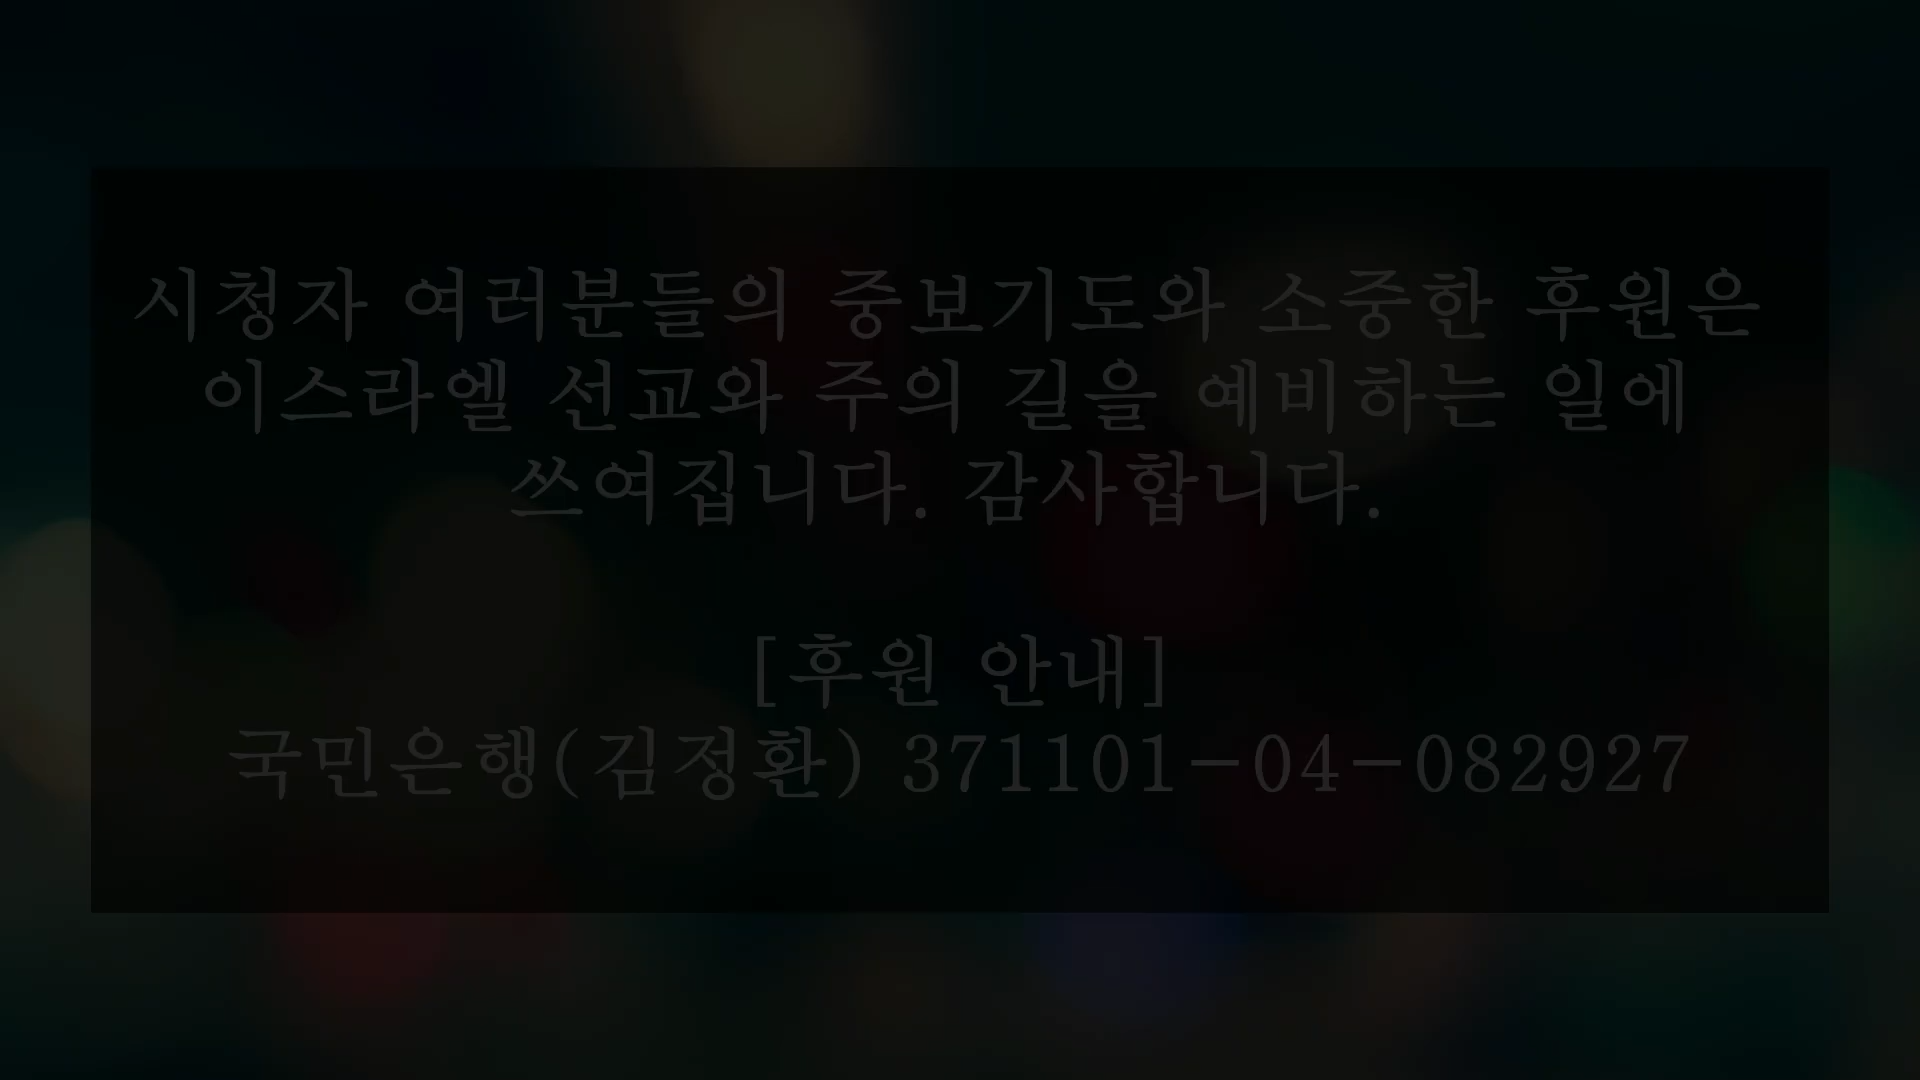 시청자 여러분들의 중보기도와 소중한 후원은
이스라엘 선교와 주의 길을 예비하는 일에
쓰여집니다. 감사합니다.
[후원 안내]
국민은행(김정환) 371101-04-082927